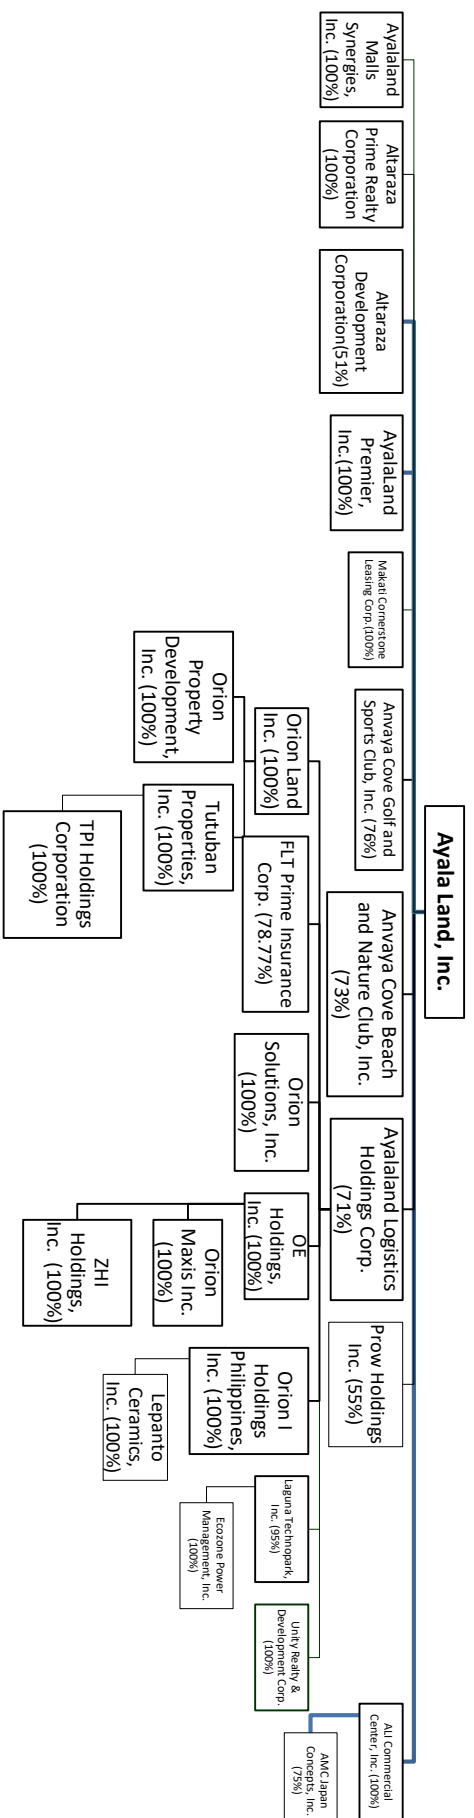 Ayala Land, Inc.
Ayalaland
Malls
Synergies,
Inc. (100%)
Altaraza
Prime Realty
Corporation
(100%)
Altaraza
Development
Corporation(51%)
AyalaLand
Premier,
Inc.(100%)
Makati Cornerstone
Leasing Corp.(100%)
Anvaya Cove Golf and
Sports Club, Inc. (76%)
Anvaya Cove Beach
and Nature Club, Inc.
(73%)
Ayalaland Logistics
Holdings Corp.
(71%)
Prow Holdings
Inc. (55%)
ALI Commercial
Center, Inc. (100%)
AMC Japan
Concepts, Inc.
(75%)
Orion Land
Inc. (100%)
FLT Prime Insurance
Corp. (78.77%)
Orion
Solutions, Inc.
(100%)
OE
Holdings,
Inc. (100%)
Orion I
Holdings
Philippines,
Inc. (100%)
Laguna Technopark,
Inc. (95%)
Unity Realty &
Development Corp.
(100%)
Orion
Property
Development,
Inc. (100%)
Tutuban
Properties,
Inc. (100%)
TPI Holdings
Corporation
(100%)
Orion
Maxis Inc.
(100%)
ZHI
Holdings,
Inc. (100%)
Lepanto
Ceramics,
Inc. (100%)
Ecozone Power
Management, Inc.
(100%)